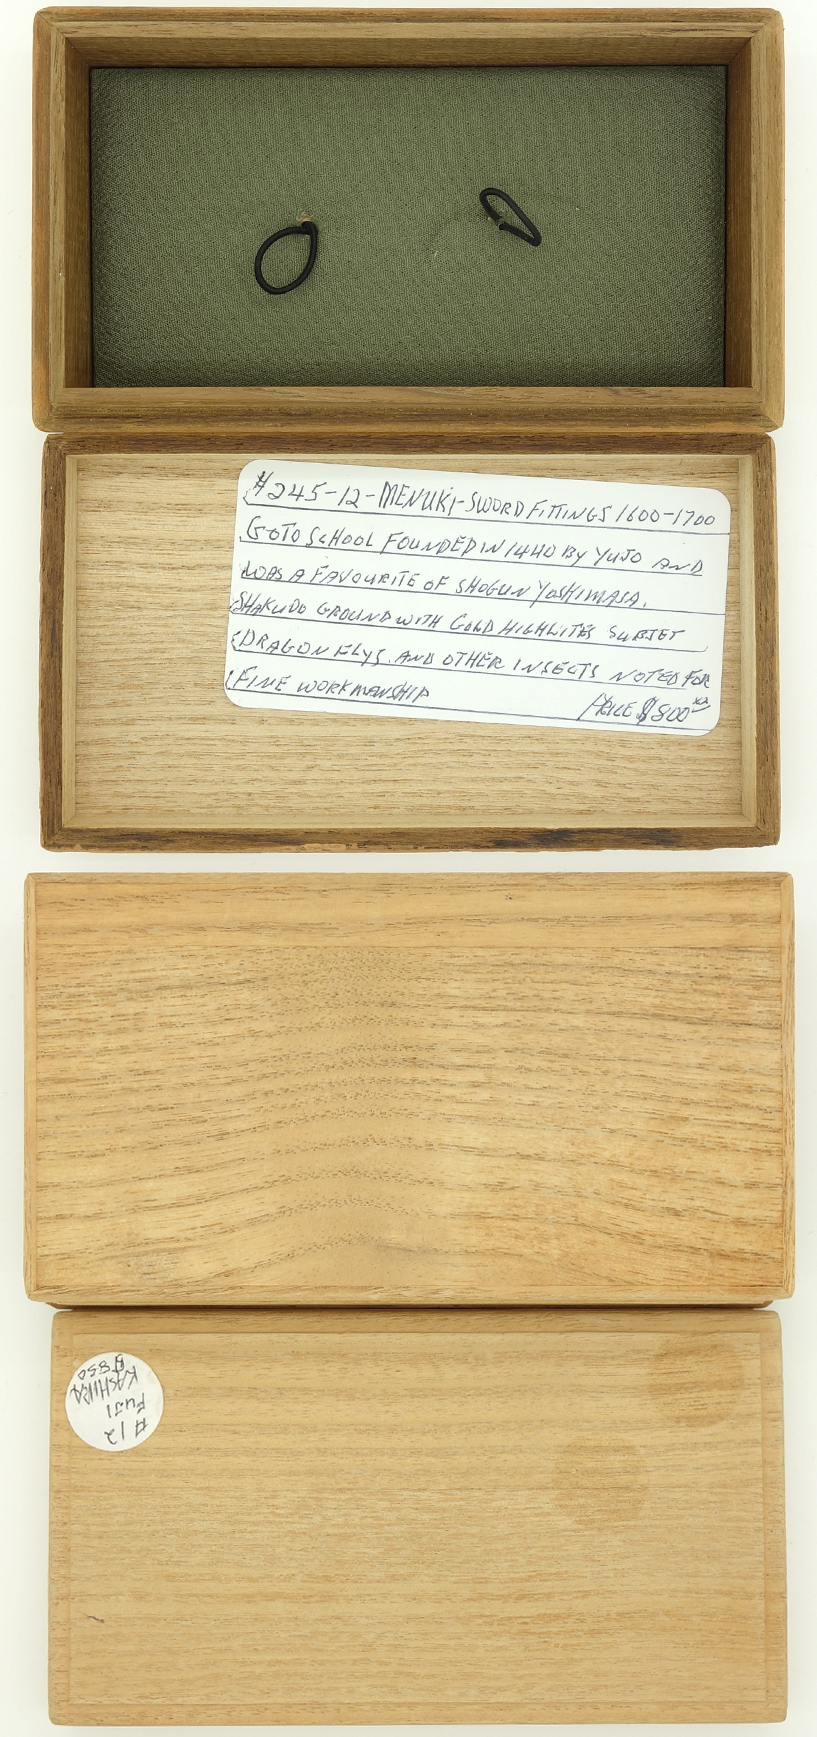 #245-12-MENUKI-SWORD FITTINGS 1600-1700
GOTO SCHOOL FOUNDED IN 1440 BY YUJO AND
WAS A FAVOURITE OF SHOGUN YOSHIMASA.
SHAKUDO GROUND WITH GOLD HIGHLITES SUBJET
DRAGON FLYS. AND OTHER INSECTS NOTED FOR
FINE WORKMANSHIP
PRICE $800
#12
FUJI
KASHIRA
$850